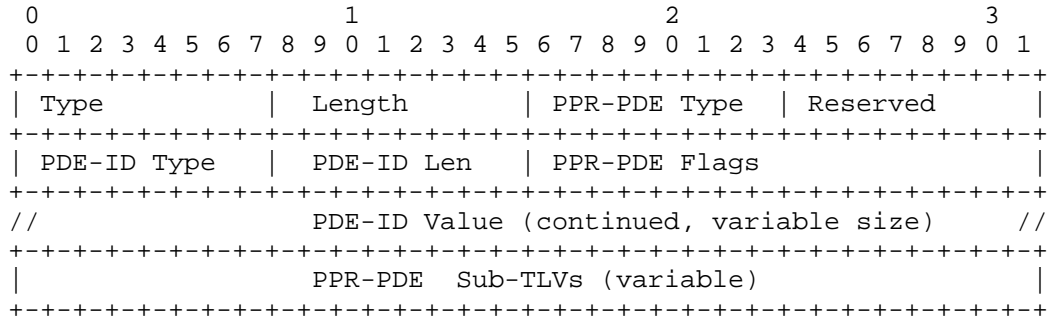 0                   1                   2                   3
 0 1 2 3 4 5 6 7 8 9 0 1 2 3 4 5 6 7 8 9 0 1 2 3 4 5 6 7 8 9 0 1
+-+-+-+-+-+-+-+-+-+-+-+-+-+-+-+-+-+-+-+-+-+-+-+-+-+-+-+-+-+-+-+-+
| Type          |  Length       | PPR-PDE Type  | Reserved      |
+-+-+-+-+-+-+-+-+-+-+-+-+-+-+-+-+-+-+-+-+-+-+-+-+-+-+-+-+-+-+-+-+
| PDE-ID Type   |  PDE-ID Len   | PPR-PDE Flags                 |
+-+-+-+-+-+-+-+-+-+-+-+-+-+-+-+-+-+-+-+-+-+-+-+-+-+-+-+-+-+-+-+-+
//                 PDE-ID Value (continued, variable size)     //
+-+-+-+-+-+-+-+-+-+-+-+-+-+-+-+-+-+-+-+-+-+-+-+-+-+-+-+-+-+-+-+-+
|                  PPR-PDE  Sub-TLVs (variable)                 |
+-+-+-+-+-+-+-+-+-+-+-+-+-+-+-+-+-+-+-+-+-+-+-+-+-+-+-+-+-+-+-+-+